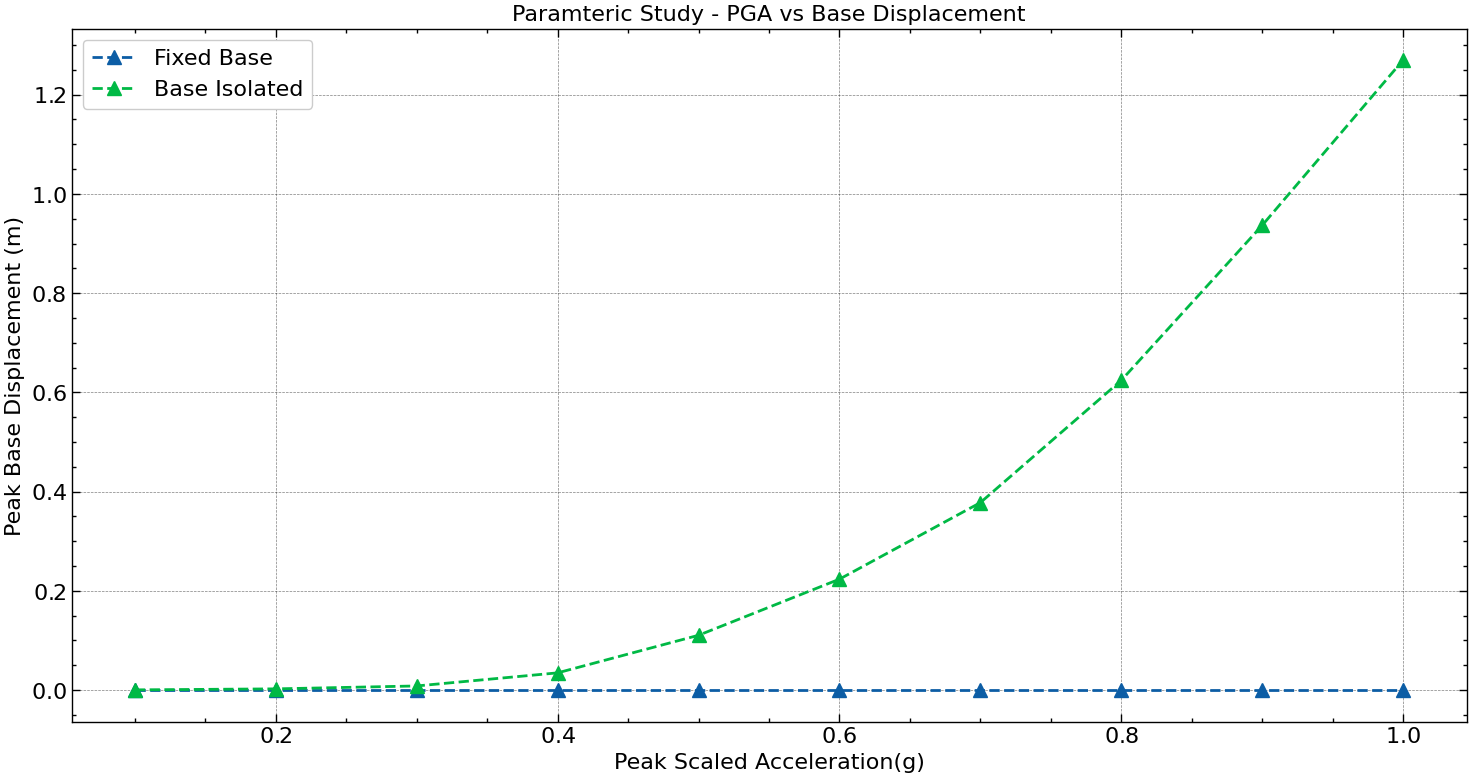 Paramteric Study - PGA vs Base Displacement
Fixed Base
Base Isolated
Peak Base Displacement (m)
1.2
1.0
0.8
0.6
0.4
0.2
0.0
0.2
0.4
0.6
0.8
1.0
Peak Scaled Acceleration(g)